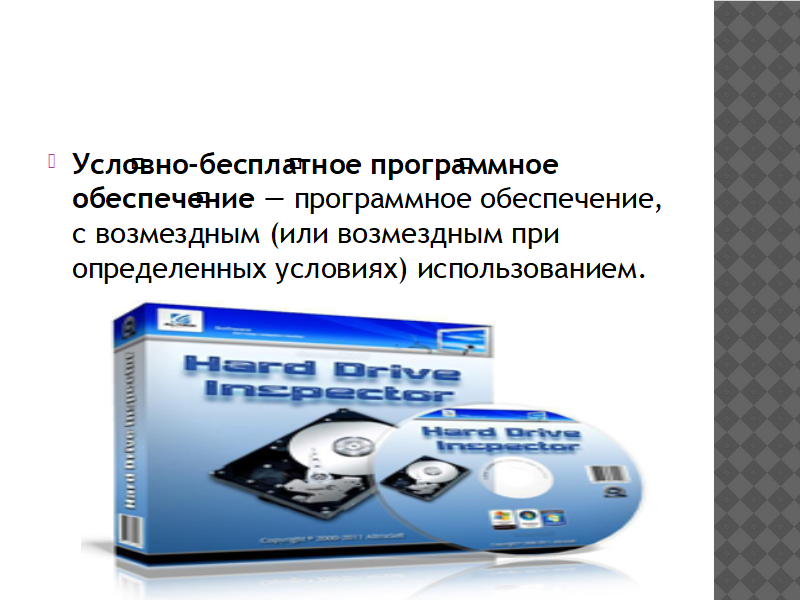 Условно-бесплатное программное
обеспечение — программное обеспечение,
с возмездным (или возмездным при
определенных условиях) использованием.
Hard Drive
Inspector
Hard Drive Inspector
Hard Drive
Inspector
Copyright © 2000-2011 AltrixSoft